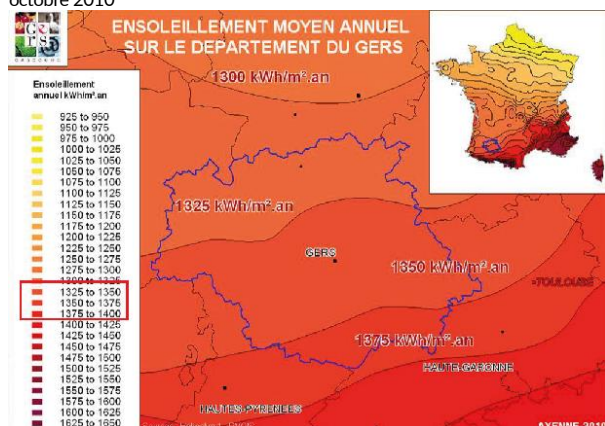 octobre 2010
ENSOLEILLEMENT MOYEN ANNUEL
SUR LE DEPARTEMENT DU GERS
1300 kWh/m².an
Ensoleillement
annuel kWh/m².an
925 to 950
950 to 975
975 to 1000
1000 to 1025
1025 to 1050
1050 to 1075
1075 to 1100
1100 to 1125
1125 to 1150
1150 to 1175
1175 to 1200
1200 to 1225
1225 to 1250
1250 to 1275
1275 to 1300
1300 to 1325
1325 to 1350
1350 to 1375
1375 to 1400
1400 to 1425
1425 to 1450
1450 to 1475
1475 to 1500
1500 to 1525
1525 to 1550
1550 to 1575
1575 to 1600
1600 to 1625
1625 to 1650
1325 kWh/m².an
GERS
1350 kWh/m².an
TOULOUSE
1375 kWh/m².an
HAUTE-GARONNE
HAUTES-PYRENEES
AXENNE 2010